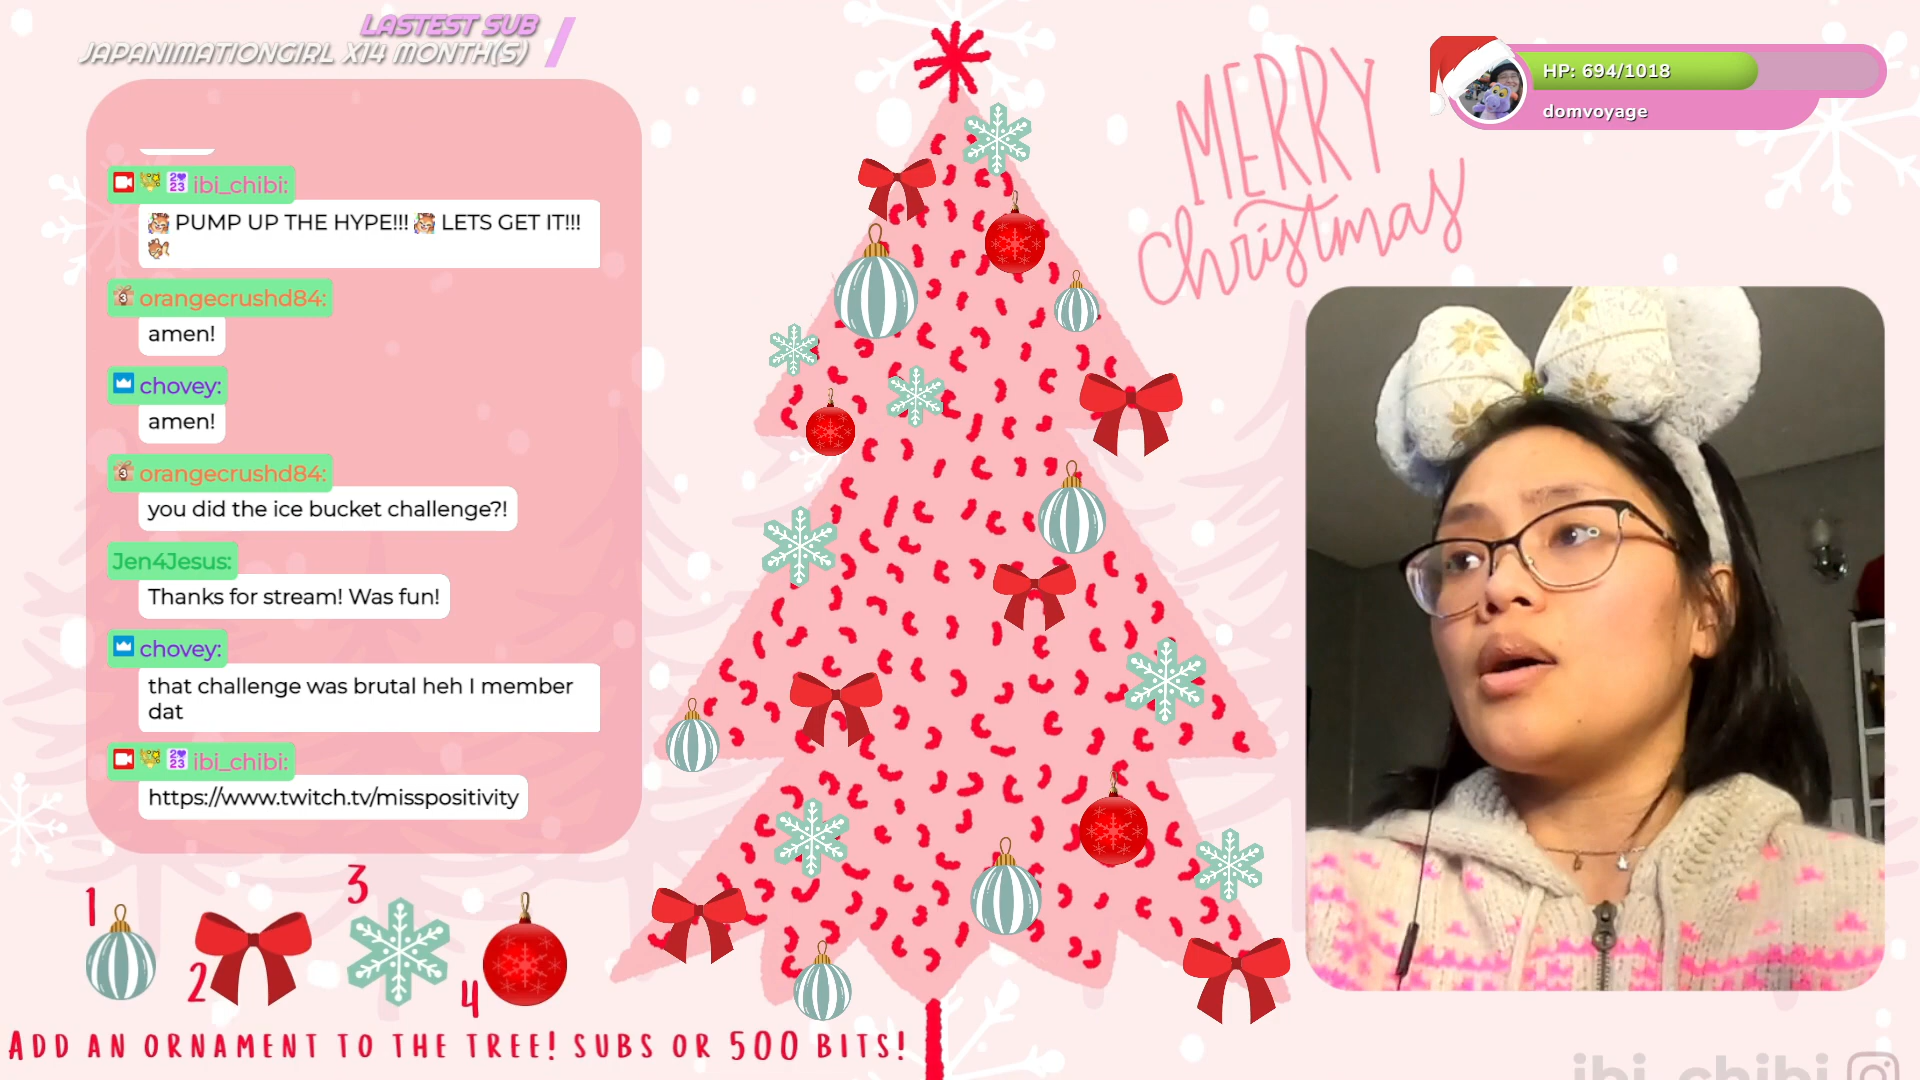 LASTEST SUB
JAPANIMATIONGIRL X14 MONTH(S)
ibi_chibi:
PUMP UP THE HYPE!!! LETS GET IT!!!
orangecrushd84:
amen!
chovey:
amen!
orangecrushd84:
you did the ice bucket challenge?!
Jen4Jesus:
Thanks for stream! Was fun!
chovey:
that challenge was brutal heh I member
dat
ibi_chibi:
https://www.twitch.tv/misspositivity
1
2
3
4
ADD AN ORNAMENT TO THE TREE! SUBS OR 500 BITS!
MERRY
Christmas
HP: 694/1018
domvoyage
ibi_chibi